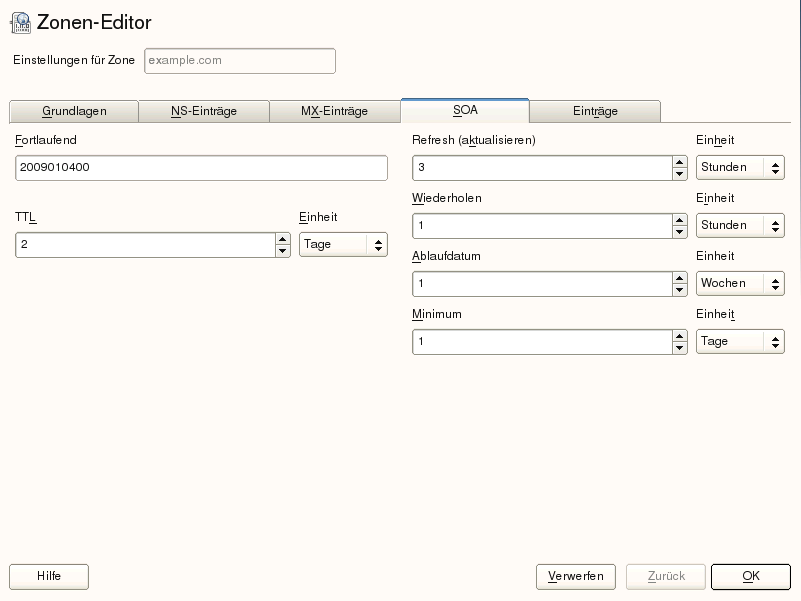 Zonen-Editor
Einstellungen für Zone example.com
Grundlagen NS-Einträge MX-Einträge SOA Einträge
Fortlaufend
2009010400
TTL Einheit
2 Tage
Refresh (aktualisieren) Einheit
3 Stunden
Wiederholen Einheit
1 Stunden
Ablaufdatum Einheit
1 Wochen
Minimum Einheit
1 Tage
Hilfe Verwerfen Zurück OK